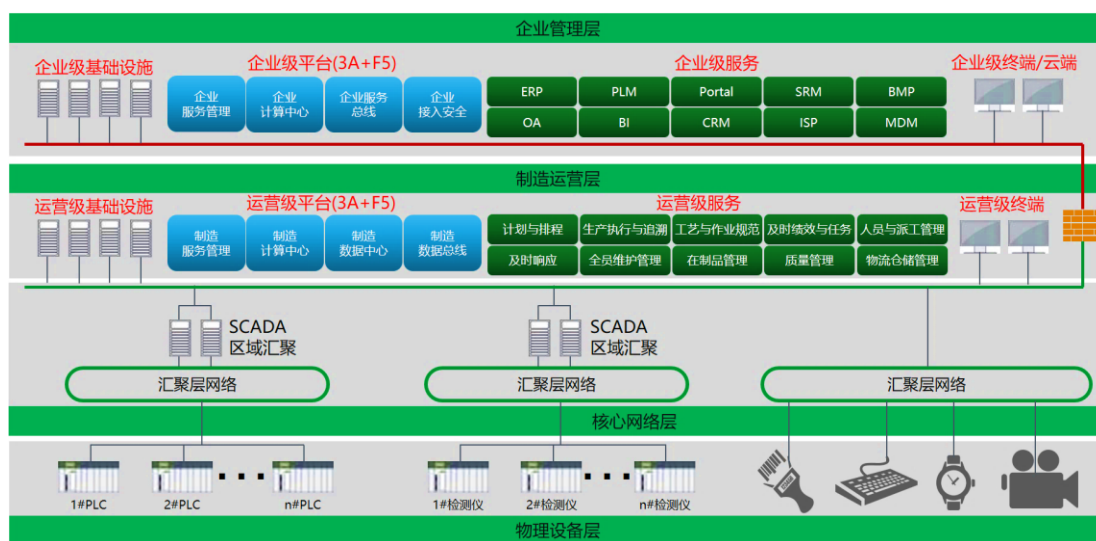 企业管理层
企业级基础设施
企业级平台(3A+F5)
企业级服务
企业级终端/云端
企业
服务管理
企业
计算中心
企业服务
总线
企业
接入安全
ERP
PLM
Portal
SRM
BMP
OA
BI
CRM
ISP
MDM
制造运营层
运营级基础设施
运营级平台(3A+F5)
运营级服务
运营级终端
制造
服务管理
制造
计算中心
制造
数据中心
制造
数据总线
计划与排程
生产执行与追溯
工艺与作业规范
及时绩效与任务
人员与派工管理
及时响应
全员维护管理
在制品管理
质量管理
物流仓储管理
SCADA
区域汇聚
SCADA
区域汇聚
汇聚层网络
汇聚层网络
汇聚层网络
核心网络层
1#PLC
2#PLC
n#PLC
1#检测仪
2#检测仪
n#检测仪
物理设备层